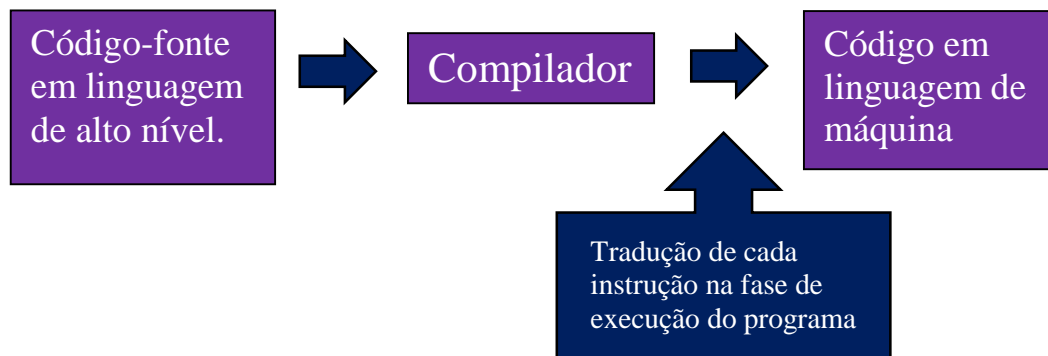 Código-fonte
em linguagem
de alto nível.
Compilador
Código em
linguagem de
máquina
Tradução de cada
instrução na fase de
execução do programa